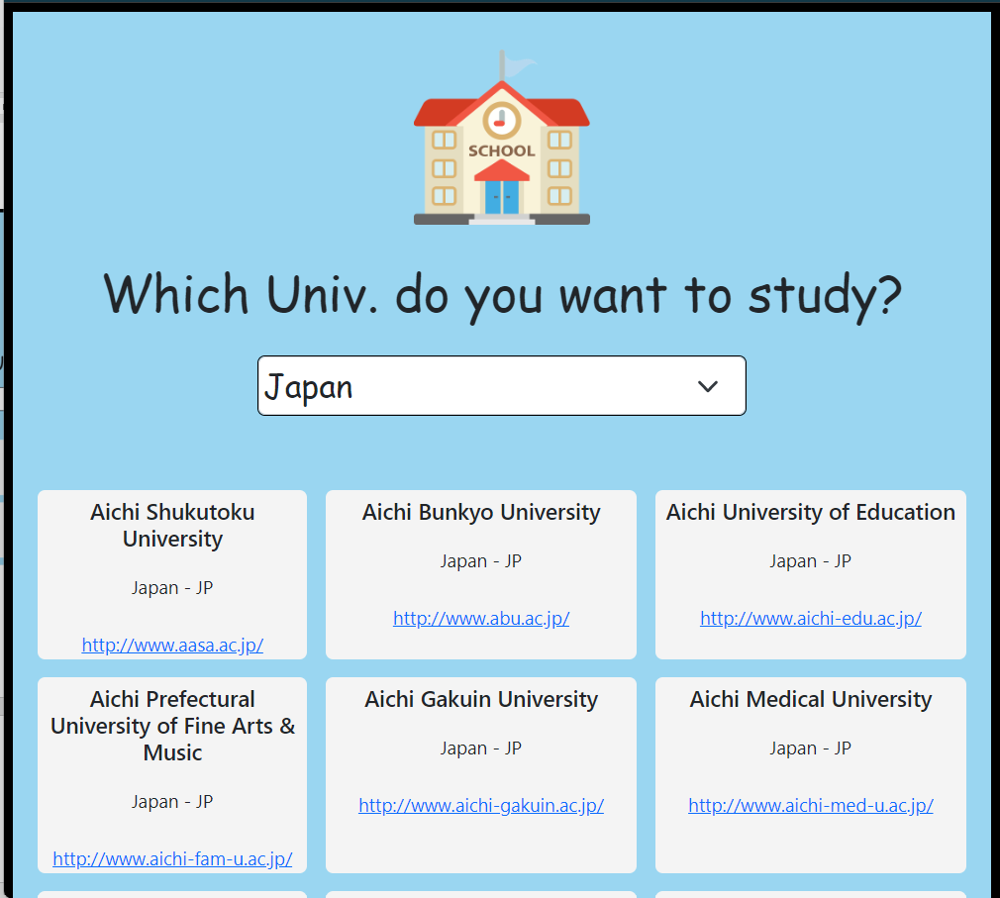 SCHOOL
Which Univ. do you want to study?
Japan
Aichi Shukutoku
University
Japan - JP
http://www.aasa.ac.jp/
Aichi Bunkyo University
Japan - JP
http://www.abu.ac.jp/
Aichi University of Education
Japan - JP
http://www.aichi-edu.ac.jp/
Aichi Prefectural
University of Fine Arts &
Music
Japan - JP
http://www.aichi-fam-u.ac.jp/
Aichi Gakuin University
Japan - JP
http://www.aichi-gakuin.ac.jp/
Aichi Medical University
Japan - JP
http://www.aichi-med-u.ac.jp/